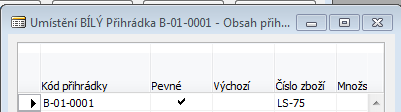 Umístění BÍLÝ Přihrádka B-01-0001 - Obsah přih...
Kód přihrádky Pevné Výchozí Číslo zboží Množs
B-01-0001 LS-75